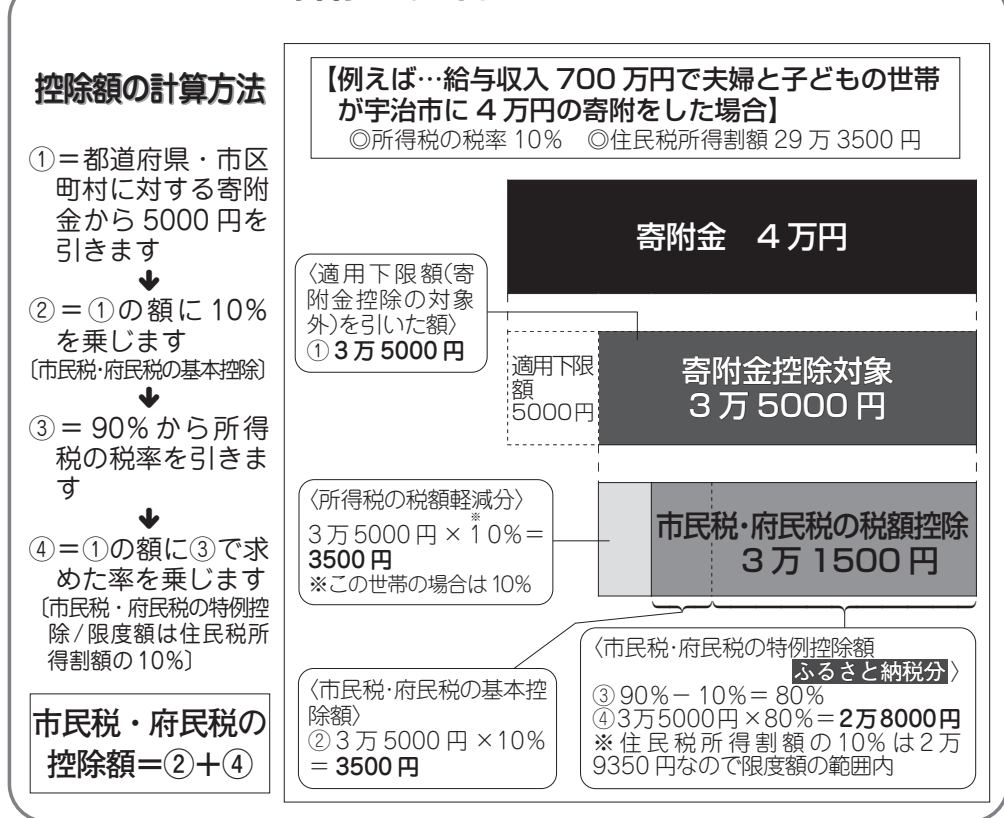 控除額の計算方法
①＝都道府県・市区
町村に対する寄附
金から5000円を
引きます
②＝①の額に10%
を乗じます
〔市民税・府民税の基本控除〕
③＝90%から所得
税の税率を引きま
す
④＝①の額に③で求
めた率を乗じます
〔市民税・府民税の特例控
除/限度額は住民税所
得割額の10%〕
市民税・府民税の
控除額＝②＋④
【例えば…給与収入700万円で夫婦と子どもの世帯
が宇治市に4万円の寄附をした場合】
◎所得税の税率10%　◎住民税所得割額29万3500円
寄附金　4万円
〈適用下限額(寄
附金控除の対象
外)を引いた額〉
①3万5000円
適用下限
額
5000円
寄附金控除対象
3万5000円
〈所得税の税額軽減分〉
※
3万5000円×10%＝
3500円
※この世帯の場合は10%
市民税・府民税の税額控除
3万1500円
〈市民税・府民税の基本控
除額〉
②3万5000円×10%
＝3500円
〈市民税・府民税の特例控除額
ふるさと納税分〉
③90%－10%＝80%
④3万5000円×80%＝2万8000円
※住民税所得割額の10%は2万
9350円なので限度額の範囲内